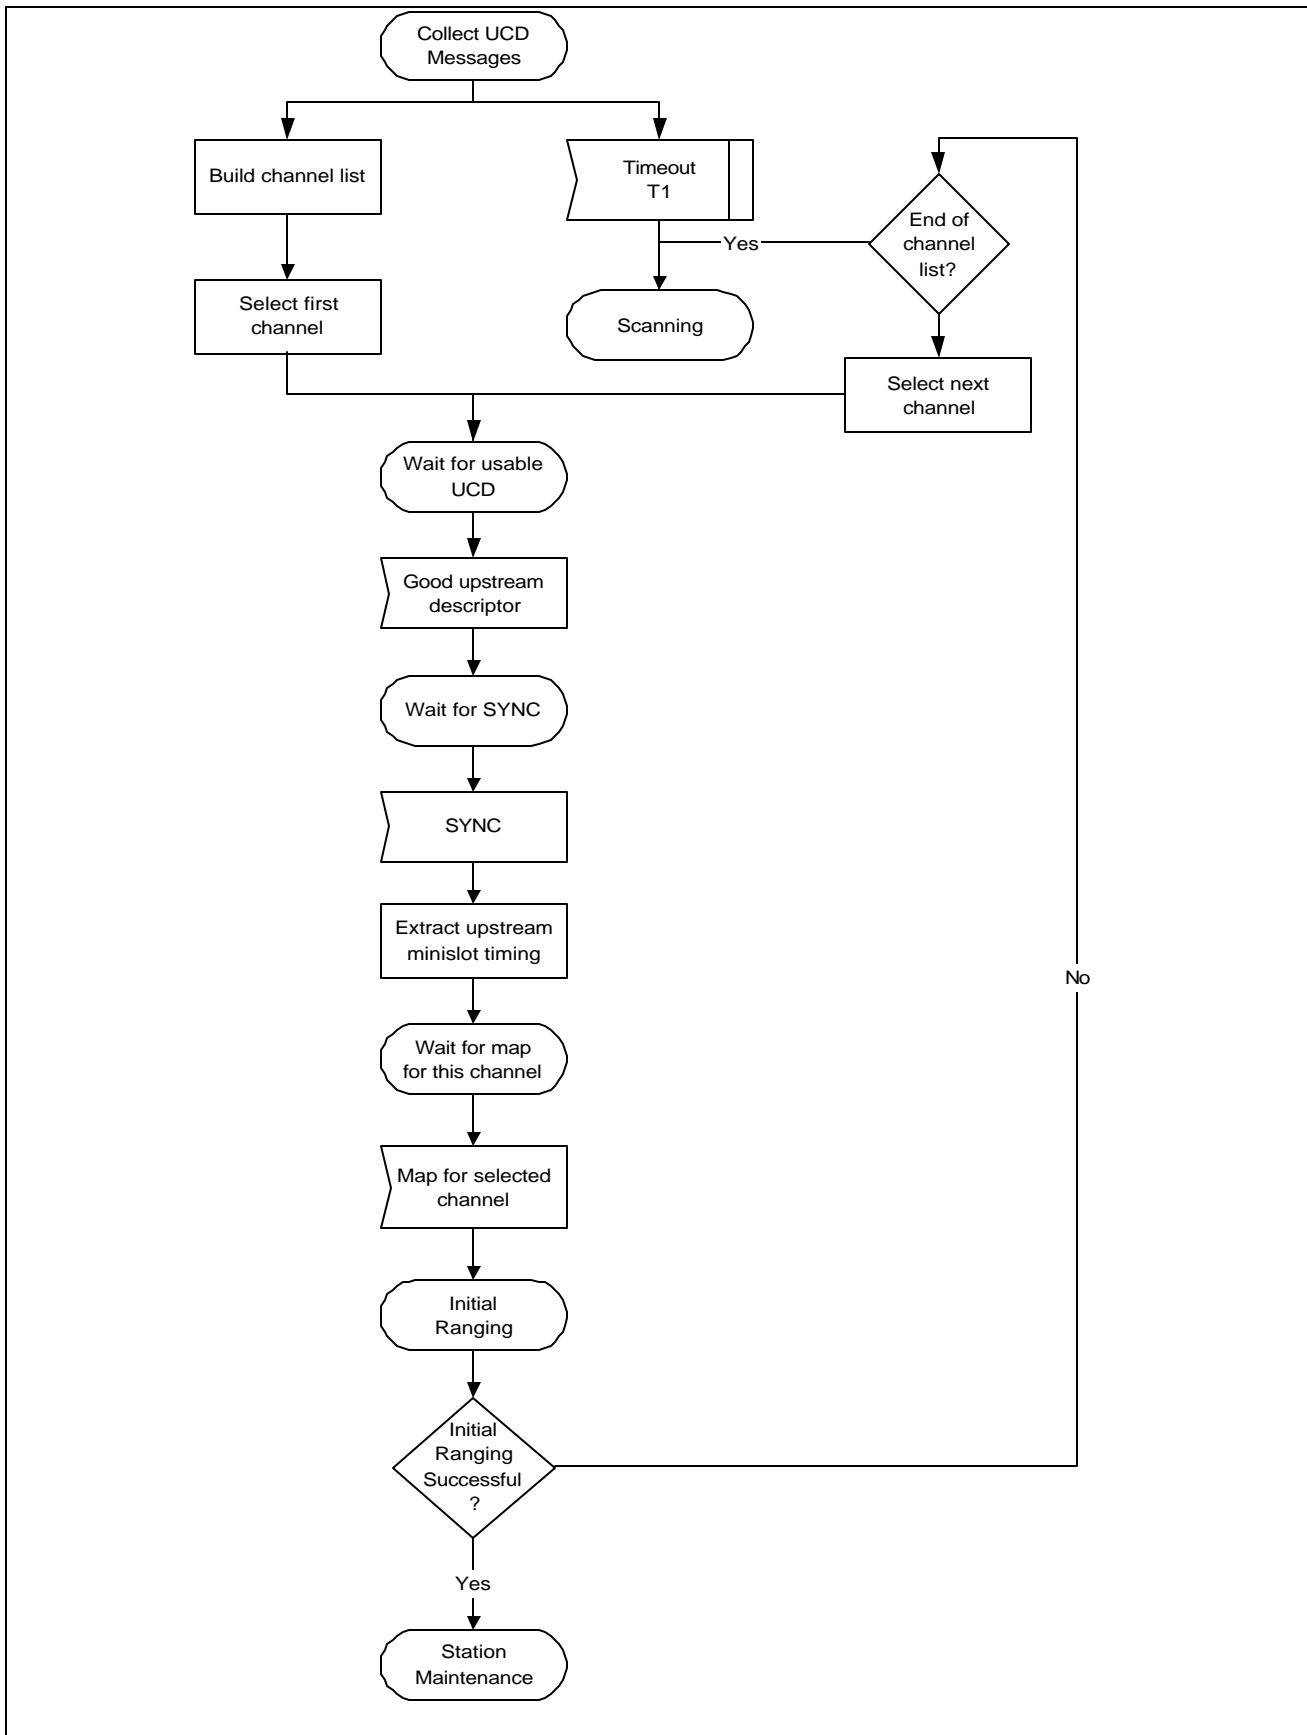 Collect UCD
Messages
Build channel list
Timeout
T1
End of
channel
list?
Yes
Select first
channel
Scanning
Select next
channel
Wait for usable
UCD
Good upstream
descriptor
Wait for SYNC
SYNC
Extract upstream
minislot timing
No
Wait for map
for this channel
Map for selected
channel
Initial
Ranging
Initial
Ranging
Successful
?
Yes
Station
Maintenance